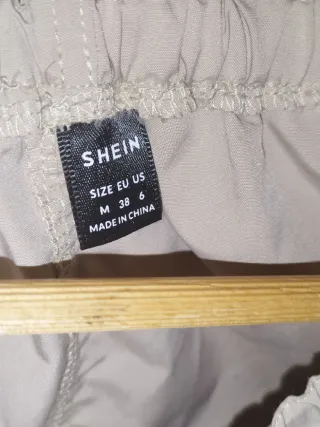 SHEIN
SIZE EU US
M 38 6
MADE IN CHINA